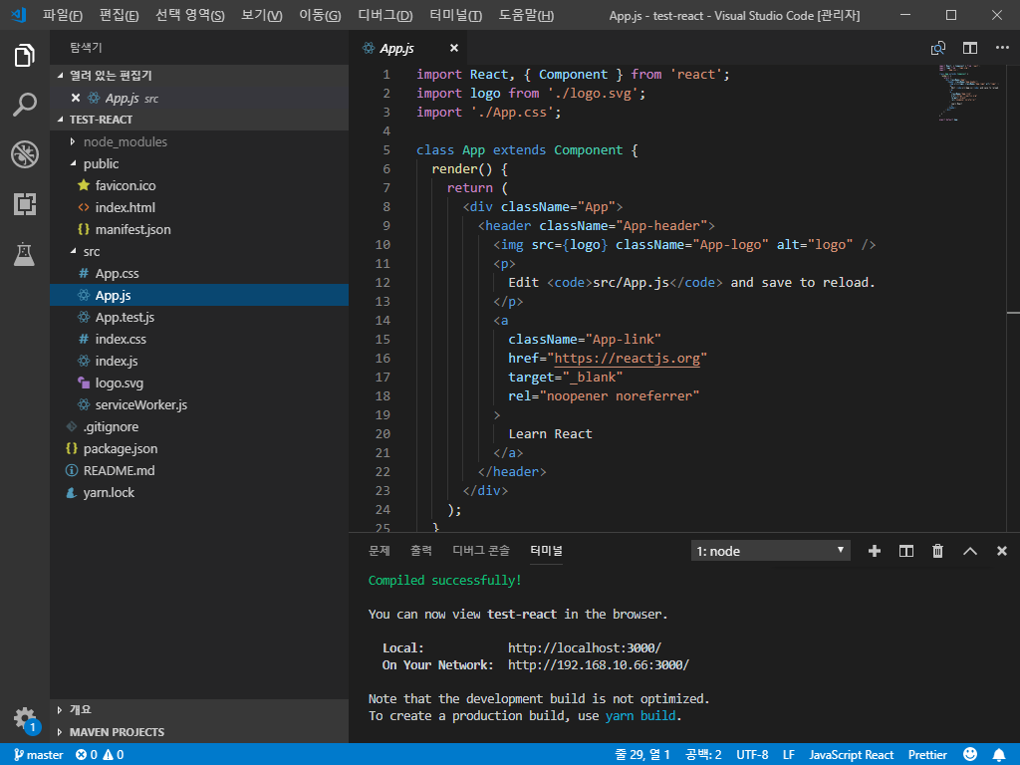 파일(F) 편집(E) 선택 영역(S) 보기(V) 이동(G) 디버그(D) 터미널(T) 도움말(H) App.js - test-react - Visual Studio Code [관리자]
탐색기
열려 있는 편집기
App.js src
TEST-REACT
node_modules
public
favicon.ico
index.html
manifest.json
src
App.css
App.js
App.test.js
index.css
index.js
logo.svg
serviceWorker.js
.gitignore
package.json
README.md
yarn.lock
개요
MAVEN PROJECTS
1
App.js
1 import React, { Component } from 'react';
2 import logo from './logo.svg';
3 import './App.css';
4
5 class App extends Component {
6 render() {
7 return (
8 <div className="App">
9 <header className="App-header">
10 <img src={logo} className="App-logo" alt="logo" />
11 <p>
12 Edit <code>src/App.js</code> and save to reload.
13 </p>
14 <a
15 className="App-link"
16 href="https://reactjs.org"
17 target="_blank"
18 rel="noopener noreferrer"
19 >
20 Learn React
21 </a>
22 </header>
23 </div>
24 );
25 }
문제 출력 디버그 콘솔 터미널 1: node
Compiled successfully!
You can now view test-react in the browser.
Local: http://localhost:3000/
On Your Network: http://192.168.10.66:3000/
Note that the development build is not optimized.
To create a production build, use yarn build.
master 0 0 줄 29, 열 1 공백: 2 UTF-8 LF JavaScript React Prettier